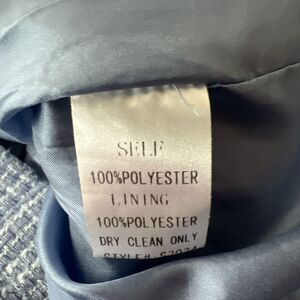 SELF
100%POLYESTER
LINING
100%POLYESTER
DRY CLEAN ONLY
STYLE#